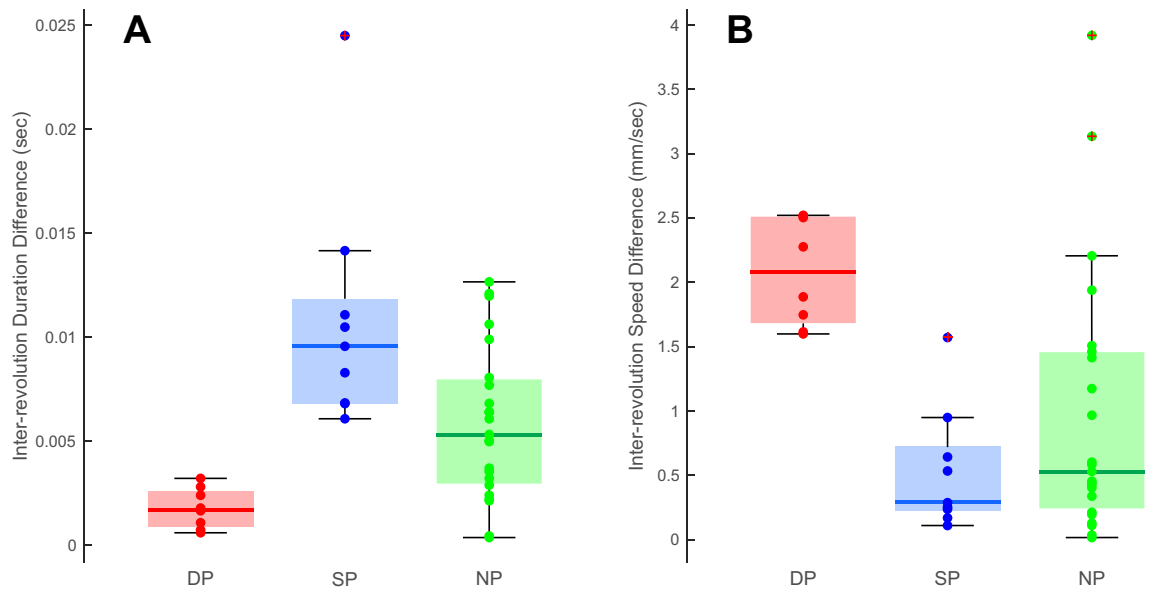 A
Inter-revolution Duration Difference (sec)
0.025
0.02
0.015
0.01
0.005
0
DP SP NP
B
Inter-revolution Speed Difference (mm/sec)
4
3.5
3
2.5
2
1.5
1
0.5
0
DP SP NP